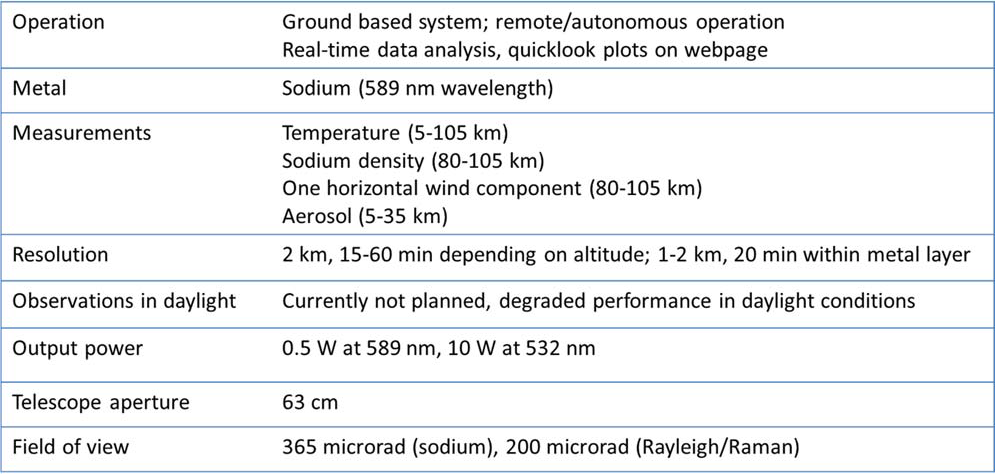 Operation Ground based system; remote/autonomous operation
Real-time data analysis, quicklook plots on webpage
Metal Sodium (589 nm wavelength)
Measurements Temperature (5-105 km)
Sodium density (80-105 km)
One horizontal wind component (80-105 km)
Aerosol (5-35 km)
Resolution 2 km, 15-60 min depending on altitude; 1-2 km, 20 min within metal layer
Observations in daylight Currently not planned, degraded performance in daylight conditions
Output power 0.5 W at 589 nm, 10 W at 532 nm
Telescope aperture 63 cm
Field of view 365 microrad (sodium), 200 microrad (Rayleigh/Raman)